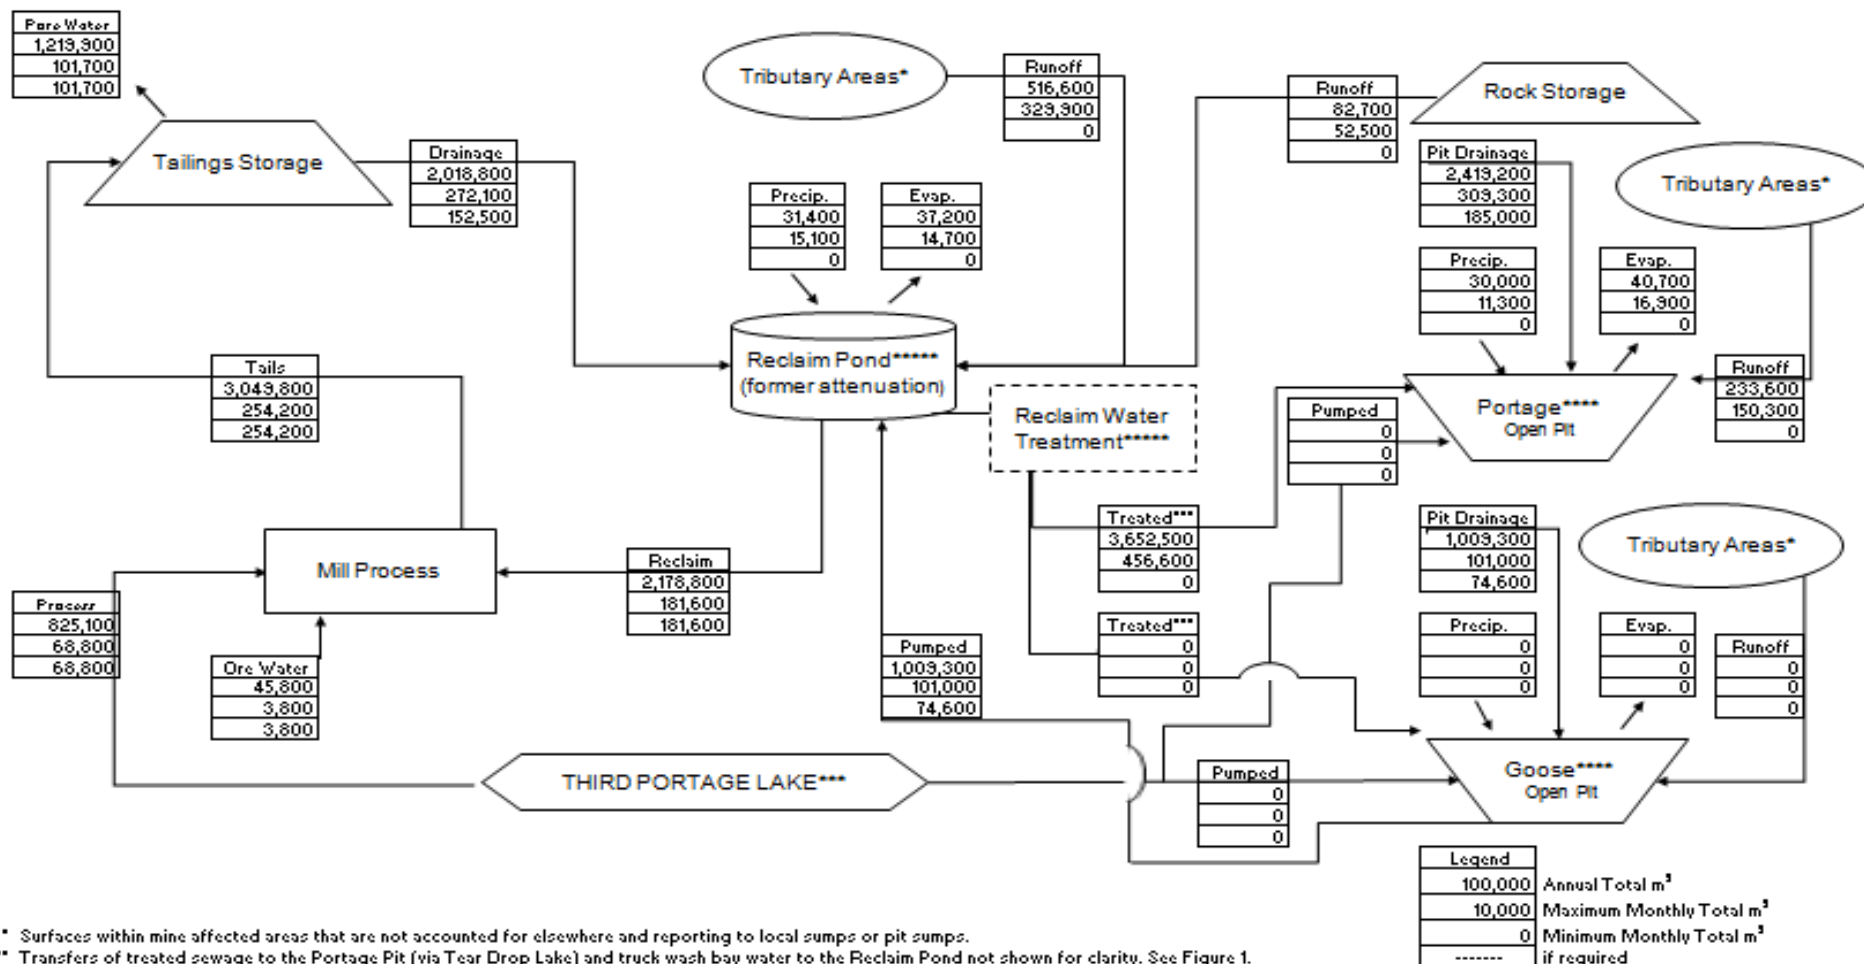 Pore Water
1,219,900
101,700
101,700
Tailings Storage
Drainage
2,018,800
272,100
152,500
Tributary Areas*
Runoff
516,600
329,900
0
Runoff
82,700
52,500
0
Rock Storage
Precip.
31,400
15,100
0
Evap.
37,200
14,700
0
Pit Drainage
2,419,200
309,300
185,000
Tributary Areas*
Precip.
30,000
11,300
0
Evap.
40,700
16,900
0
Runoff
233,600
150,300
0
Tails
3,049,800
254,200
254,200
Reclaim Pond*****
(former attenuation)
Reclaim Water
Treatment*****
Pumped
0
0
0
Portage****
Open Pit
Mill Process
Reclaim
2,178,800
181,600
181,600
Treated***
3,652,500
456,600
0
Pit Drainage
1,009,300
101,000
74,600
Tributary Areas*
Process
825,100
68,800
68,800
Ore Water
45,800
3,800
3,800
Pumped
1,009,300
101,000
74,600
Treated***
0
0
0
Precip.
0
0
0
Evap.
0
0
0
Runoff
0
0
0
THIRD PORTAGE LAKE***
Pumped
0
0
0
Goose****
Open Pit
Legend
100,000 Annual Total m³
10,000 Maximum Monthly Total m³
0 Minimum Monthly Total m³
------- if required
* Surfaces within mine affected areas that are not accounted for elsewhere and reporting to local sumps or pit sumps.
** Transfers of treated sewage to the Portage Pit (via Tear Drop Lake) and truck wash bay water to the Reclaim Pond not shown for clarity. See Figure 1.